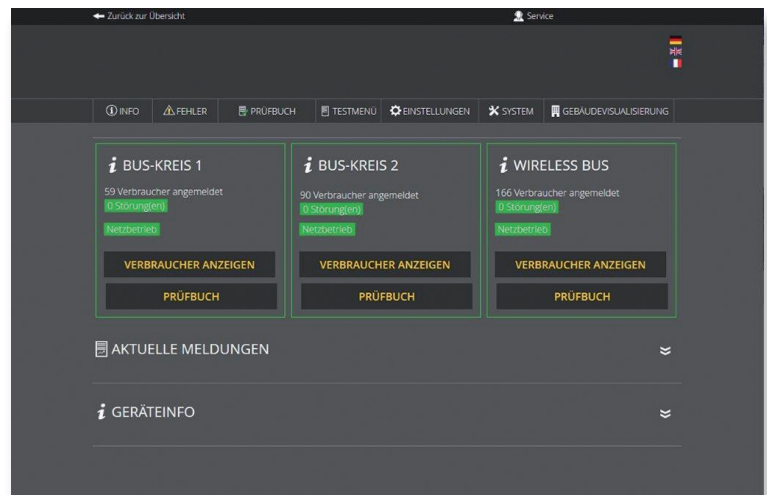 Zurück zur Übersicht
Service
INFO
FEHLER
PRÜFBUCH
TESTMENÜ
EINSTELLUNGEN
SYSTEM
GEBÄUDEVISUALISIERUNG
BUS-KREIS 1
59 Verbraucher angemeldet
0 Störung(en)
Netzbetrieb
VERBRAUCHER ANZEIGEN
PRÜFBUCH
BUS-KREIS 2
90 Verbraucher angemeldet
0 Störung(en)
Netzbetrieb
VERBRAUCHER ANZEIGEN
PRÜFBUCH
WIRELESS BUS
166 Verbraucher angemeldet
0 Störung(en)
Netzbetrieb
VERBRAUCHER ANZEIGEN
PRÜFBUCH
AKTUELLE MELDUNGEN
GERÄTEINFO